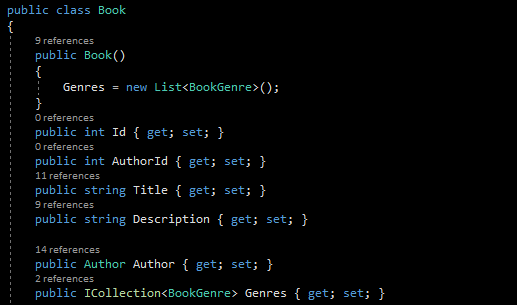 public class Book
{
9 references
public Book()
{
Genres = new List<BookGenre>();
}
0 references
public int Id { get; set; }
0 references
public int AuthorId { get; set; }
11 references
public string Title { get; set; }
9 references
public string Description { get; set; }
14 references
public Author Author { get; set; }
2 references
public ICollection<BookGenre> Genres { get; set; }